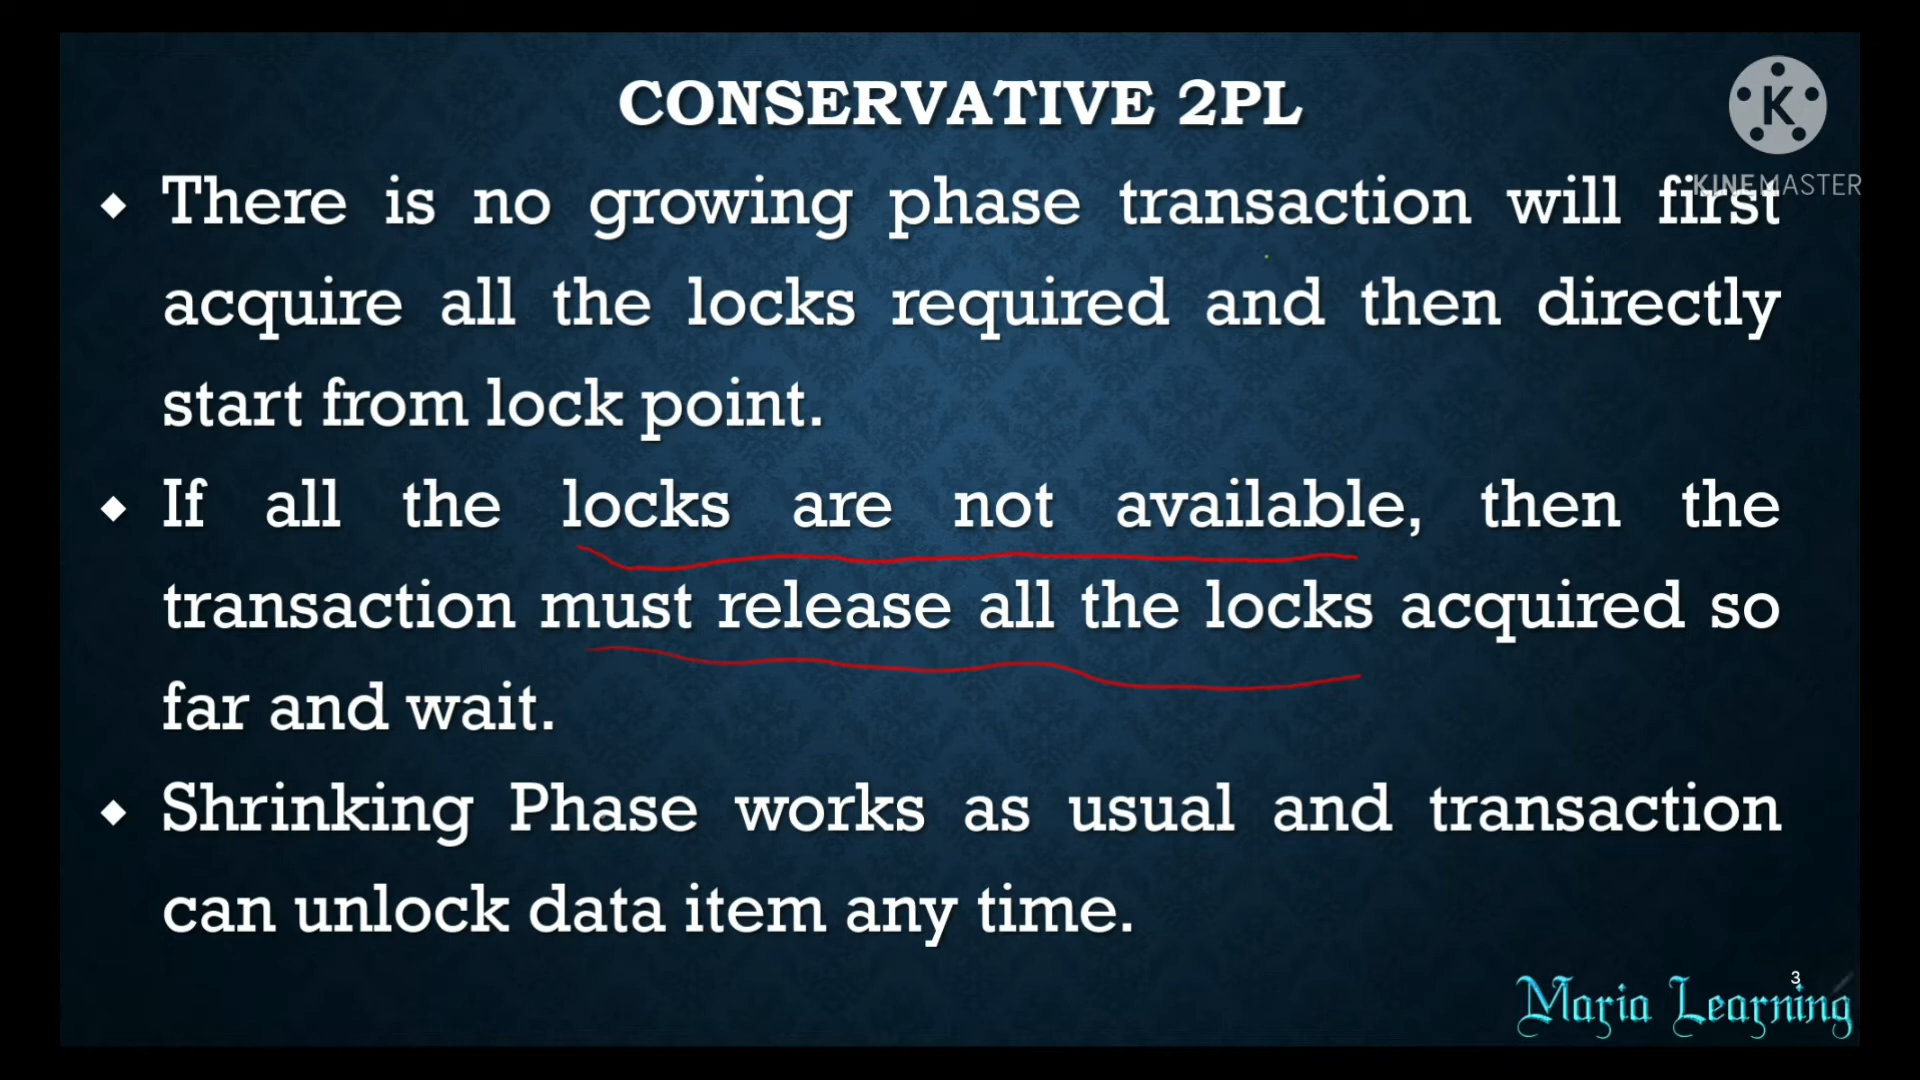 CONSERVATIVE 2PL
K
KINEMASTER
◆ There is no growing phase transaction will first
acquire all the locks required and then directly
start from lock point.
◆ If all the locks are not available, then the
transaction must release all the locks acquired so
far and wait.
◆ Shrinking Phase works as usual and transaction
can unlock data item any time.
3
Maria Learning